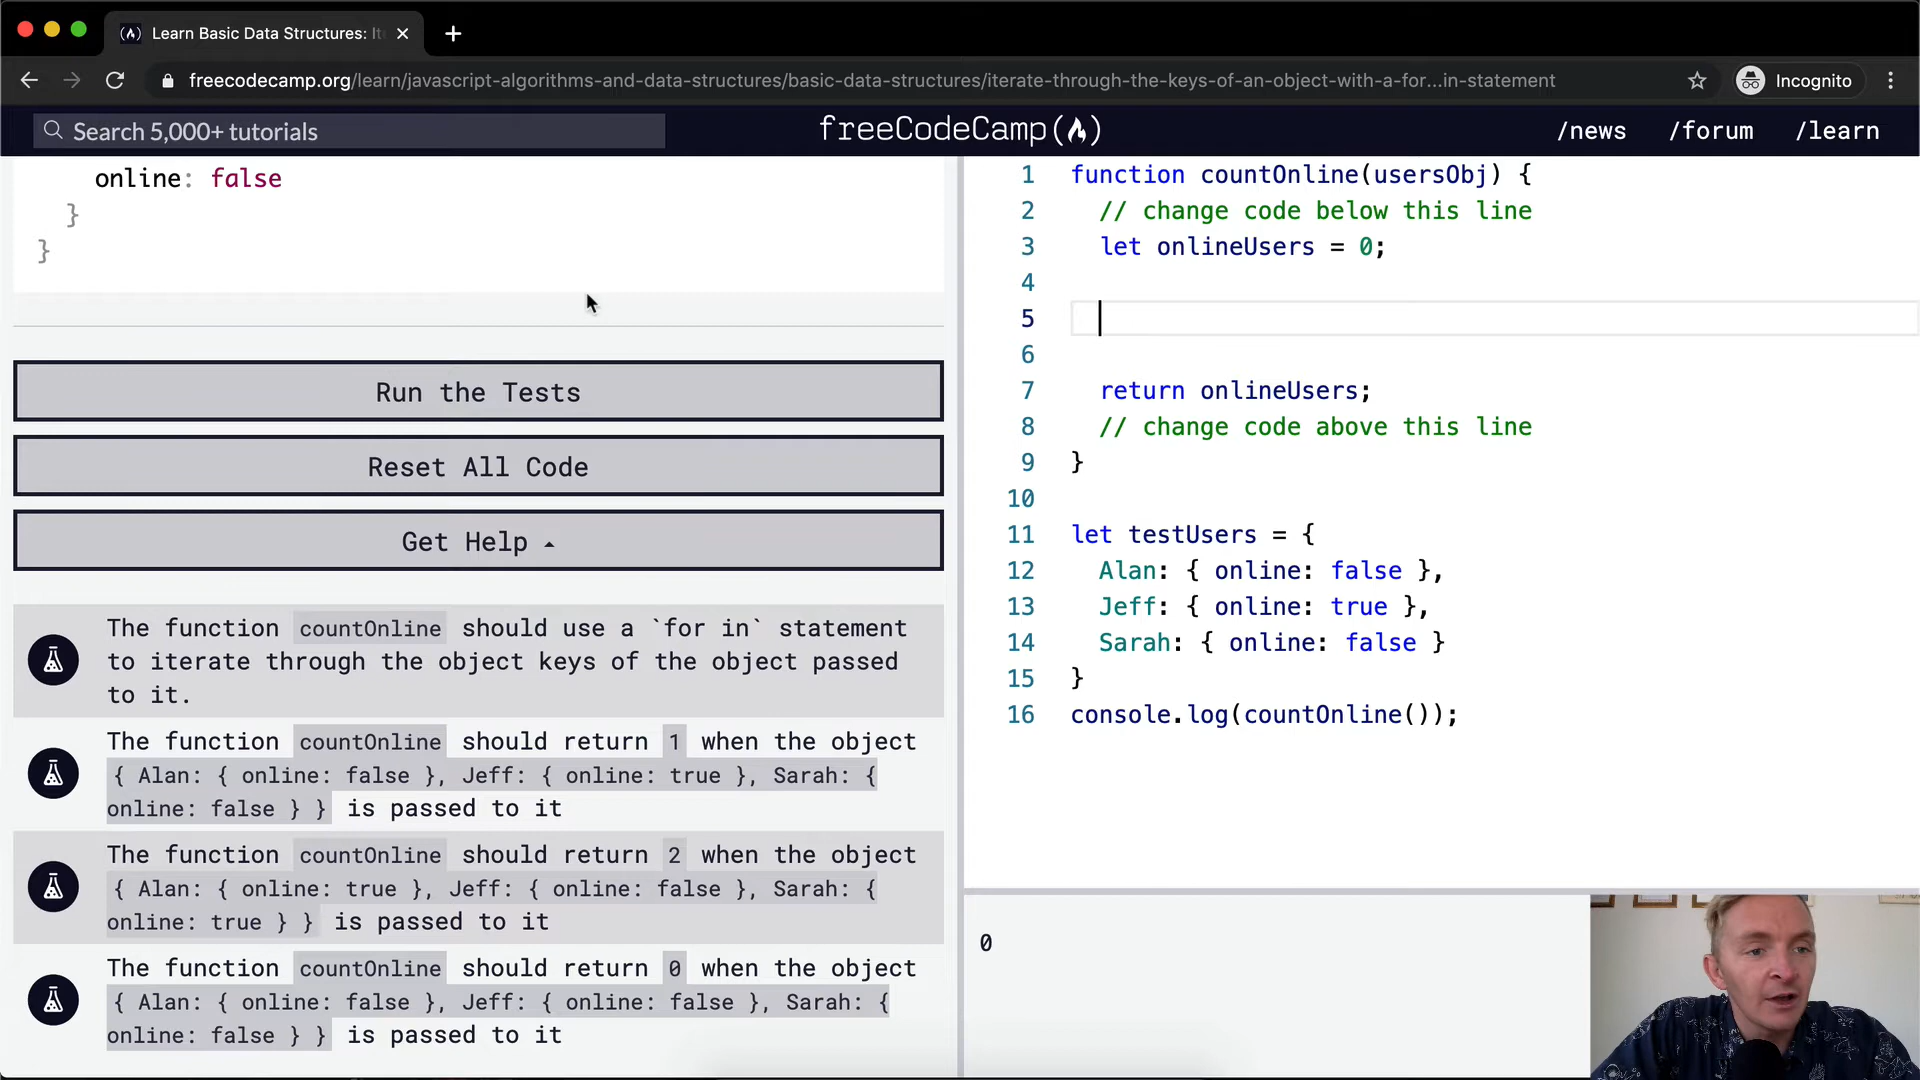 Learn Basic Data Structures: It
freecodecamp.org/learn/javascript-algorithms-and-data-structures/basic-data-structures/iterate-through-the-keys-of-an-object-with-a-for...in-statement
Incognito
Search 5,000+ tutorials
freeCodeCamp
/news /forum /learn
online: false
}
}
Run the Tests
Reset All Code
Get Help
The function countOnline should use a `for in` statement
to iterate through the object keys of the object passed
to it.
The function countOnline should return 1 when the object
{ Alan: { online: false }, Jeff: { online: true }, Sarah: {
online: false } } is passed to it
The function countOnline should return 2 when the object
{ Alan: { online: true }, Jeff: { online: false }, Sarah: {
online: true } } is passed to it
The function countOnline should return 0 when the object
{ Alan: { online: false }, Jeff: { online: false }, Sarah: {
online: false } } is passed to it
1 function countOnline(usersObj) {
2 // change code below this line
3 let onlineUsers = 0;
4
5
6
7 return onlineUsers;
8 // change code above this line
9 }
10
11 let testUsers = {
12 Alan: { online: false },
13 Jeff: { online: true },
14 Sarah: { online: false }
15 }
16 console.log(countOnline());
0